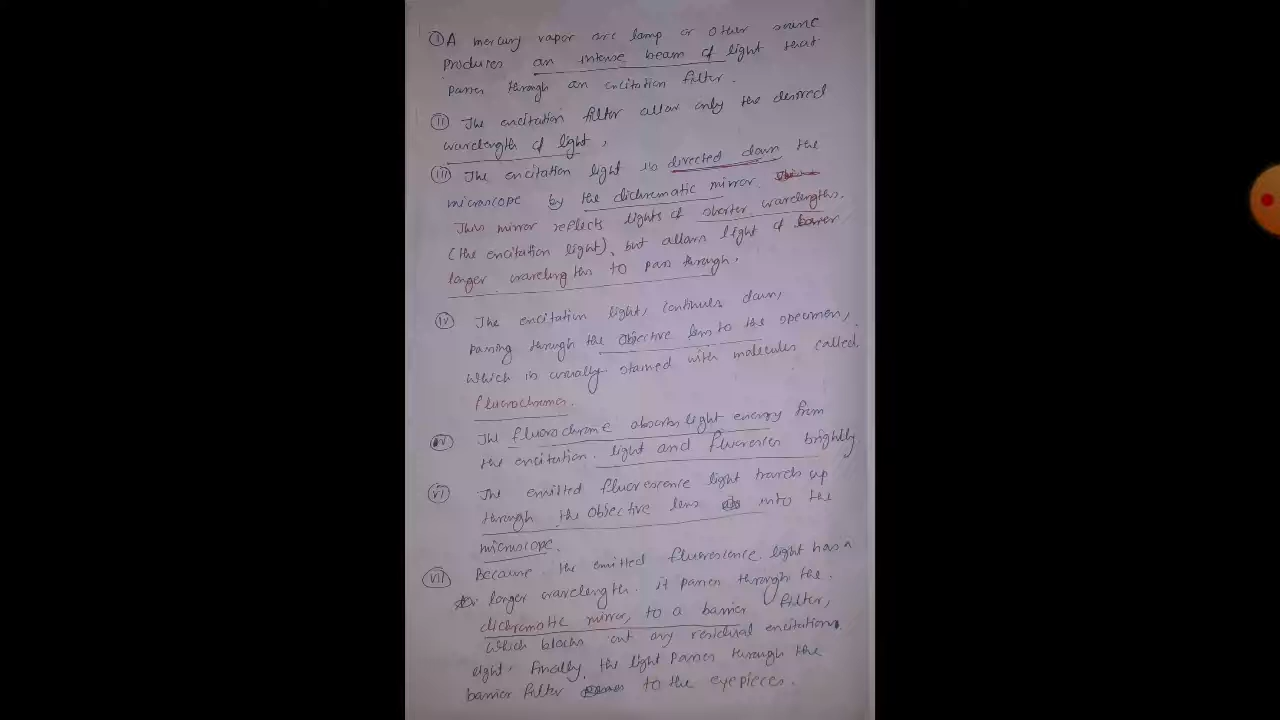 (I) A mercury vapor arc lamp or other source
produces an intense beam of light that
passes through an excitation filter.
(II) The excitation filter allow only the desired
wavelength of light,
(III) The excitation light is directed down the
microscope by the dichromatic mirror.
This mirror reflects lights of shorter wavelengths.
(the excitation light), but allows light of
longer wavelengths to pass through.
(IV) The excitation light, continues down,
passing through the objective lens to the specimen,
which is usually stained with molecules called
fluorochromes.
(V) The fluorochrome absorbs light energy from
the excitation. light and fluoresces brightly
(VI) The emitted fluorescence light travels up
through the objective lens into the
microscope.
(VII) Because the emitted fluorescence light has a
longer wavelength. it passes through the
dichromatic mirror, to a barrier filter,
which blocks out any residual excitation
light. Finally, the light passes through the
barrier filter to the eyepieces.